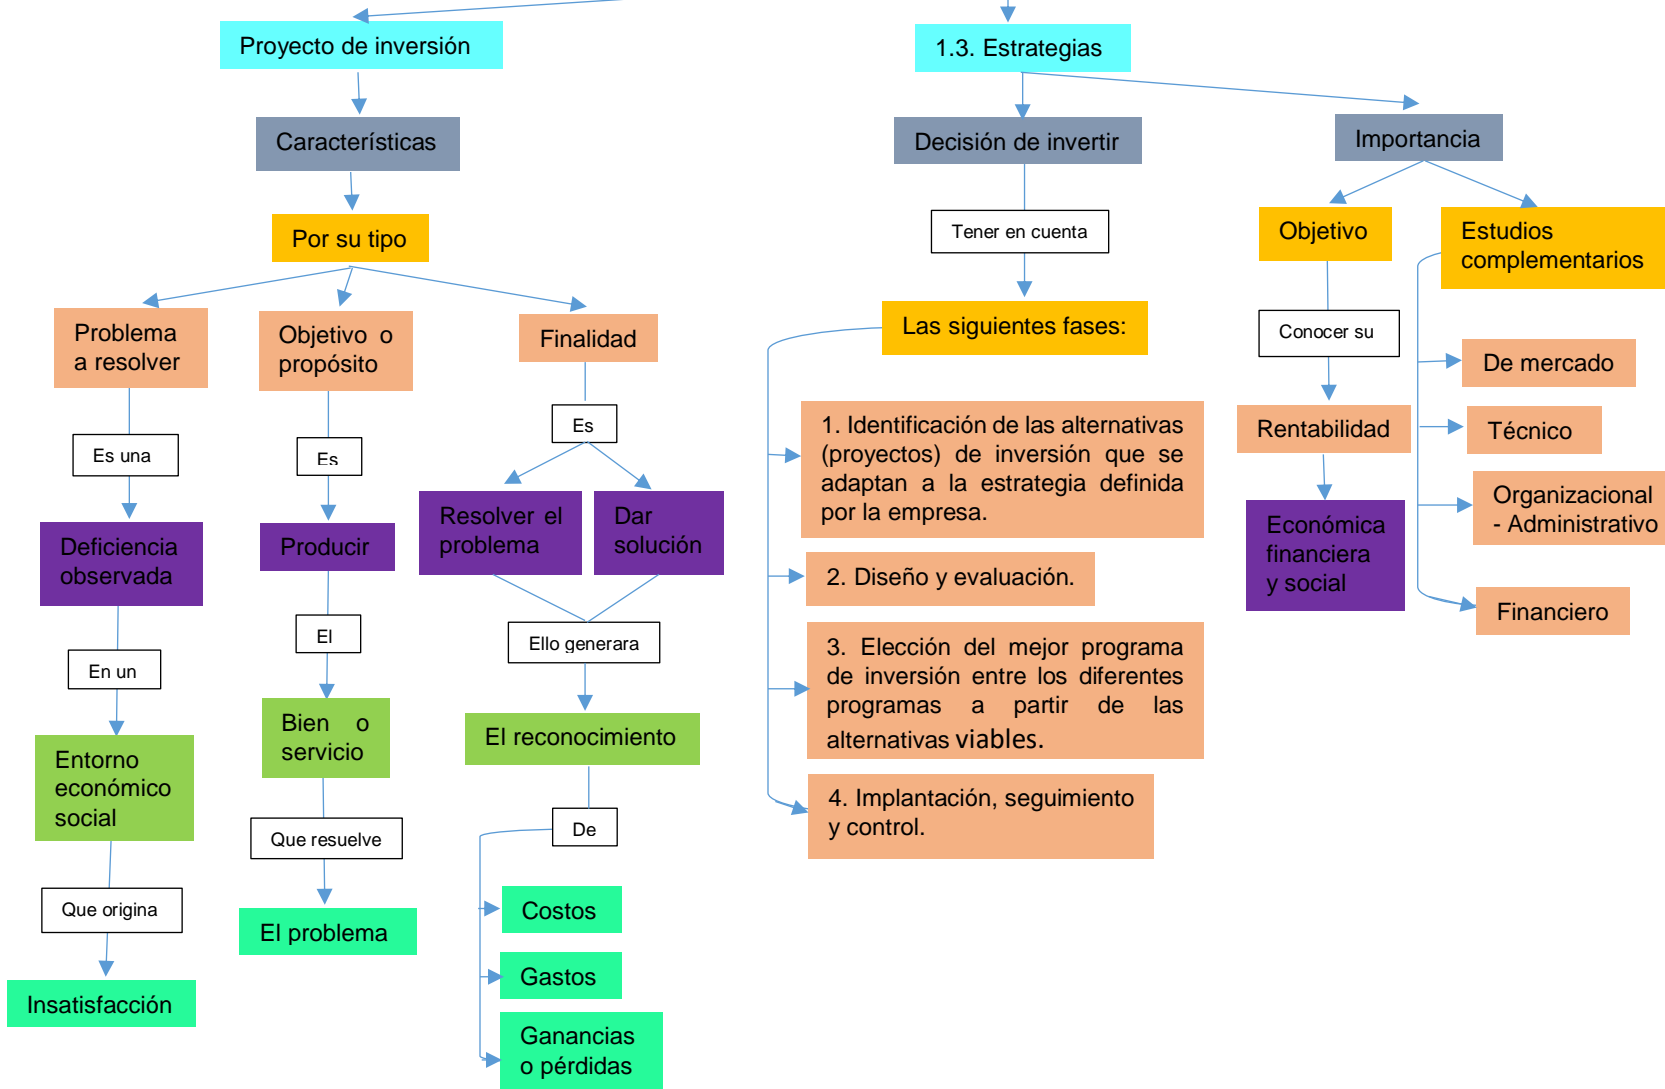 Proyecto de inversión
Características
Por su tipo
Problema
a resolver
Es una
Deficiencia
observada
En un
Entorno
económico
social
Que origina
Insatisfacción
Objetivo o
propósito
Es
Producir
El
Bien o
servicio
Que resuelve
El problema
Finalidad
Es
Resolver el
problema
Dar
solución
Ello generara
El reconocimiento
De
Costos
Gastos
Ganancias
o pérdidas
1.3. Estrategias
Decisión de invertir
Tener en cuenta
Las siguientes fases:
1. Identificación de las alternativas
(proyectos) de inversión que se
adaptan a la estrategia definida
por la empresa.
2. Diseño y evaluación.
3. Elección del mejor programa
de inversión entre los diferentes
programas a partir de las
alternativas viables.
4. Implantación, seguimiento
y control.
Importancia
Objetivo
Conocer su
Rentabilidad
Económica
financiera
y social
Estudios
complementarios
De mercado
Técnico
Organizacional
- Administrativo
Financiero